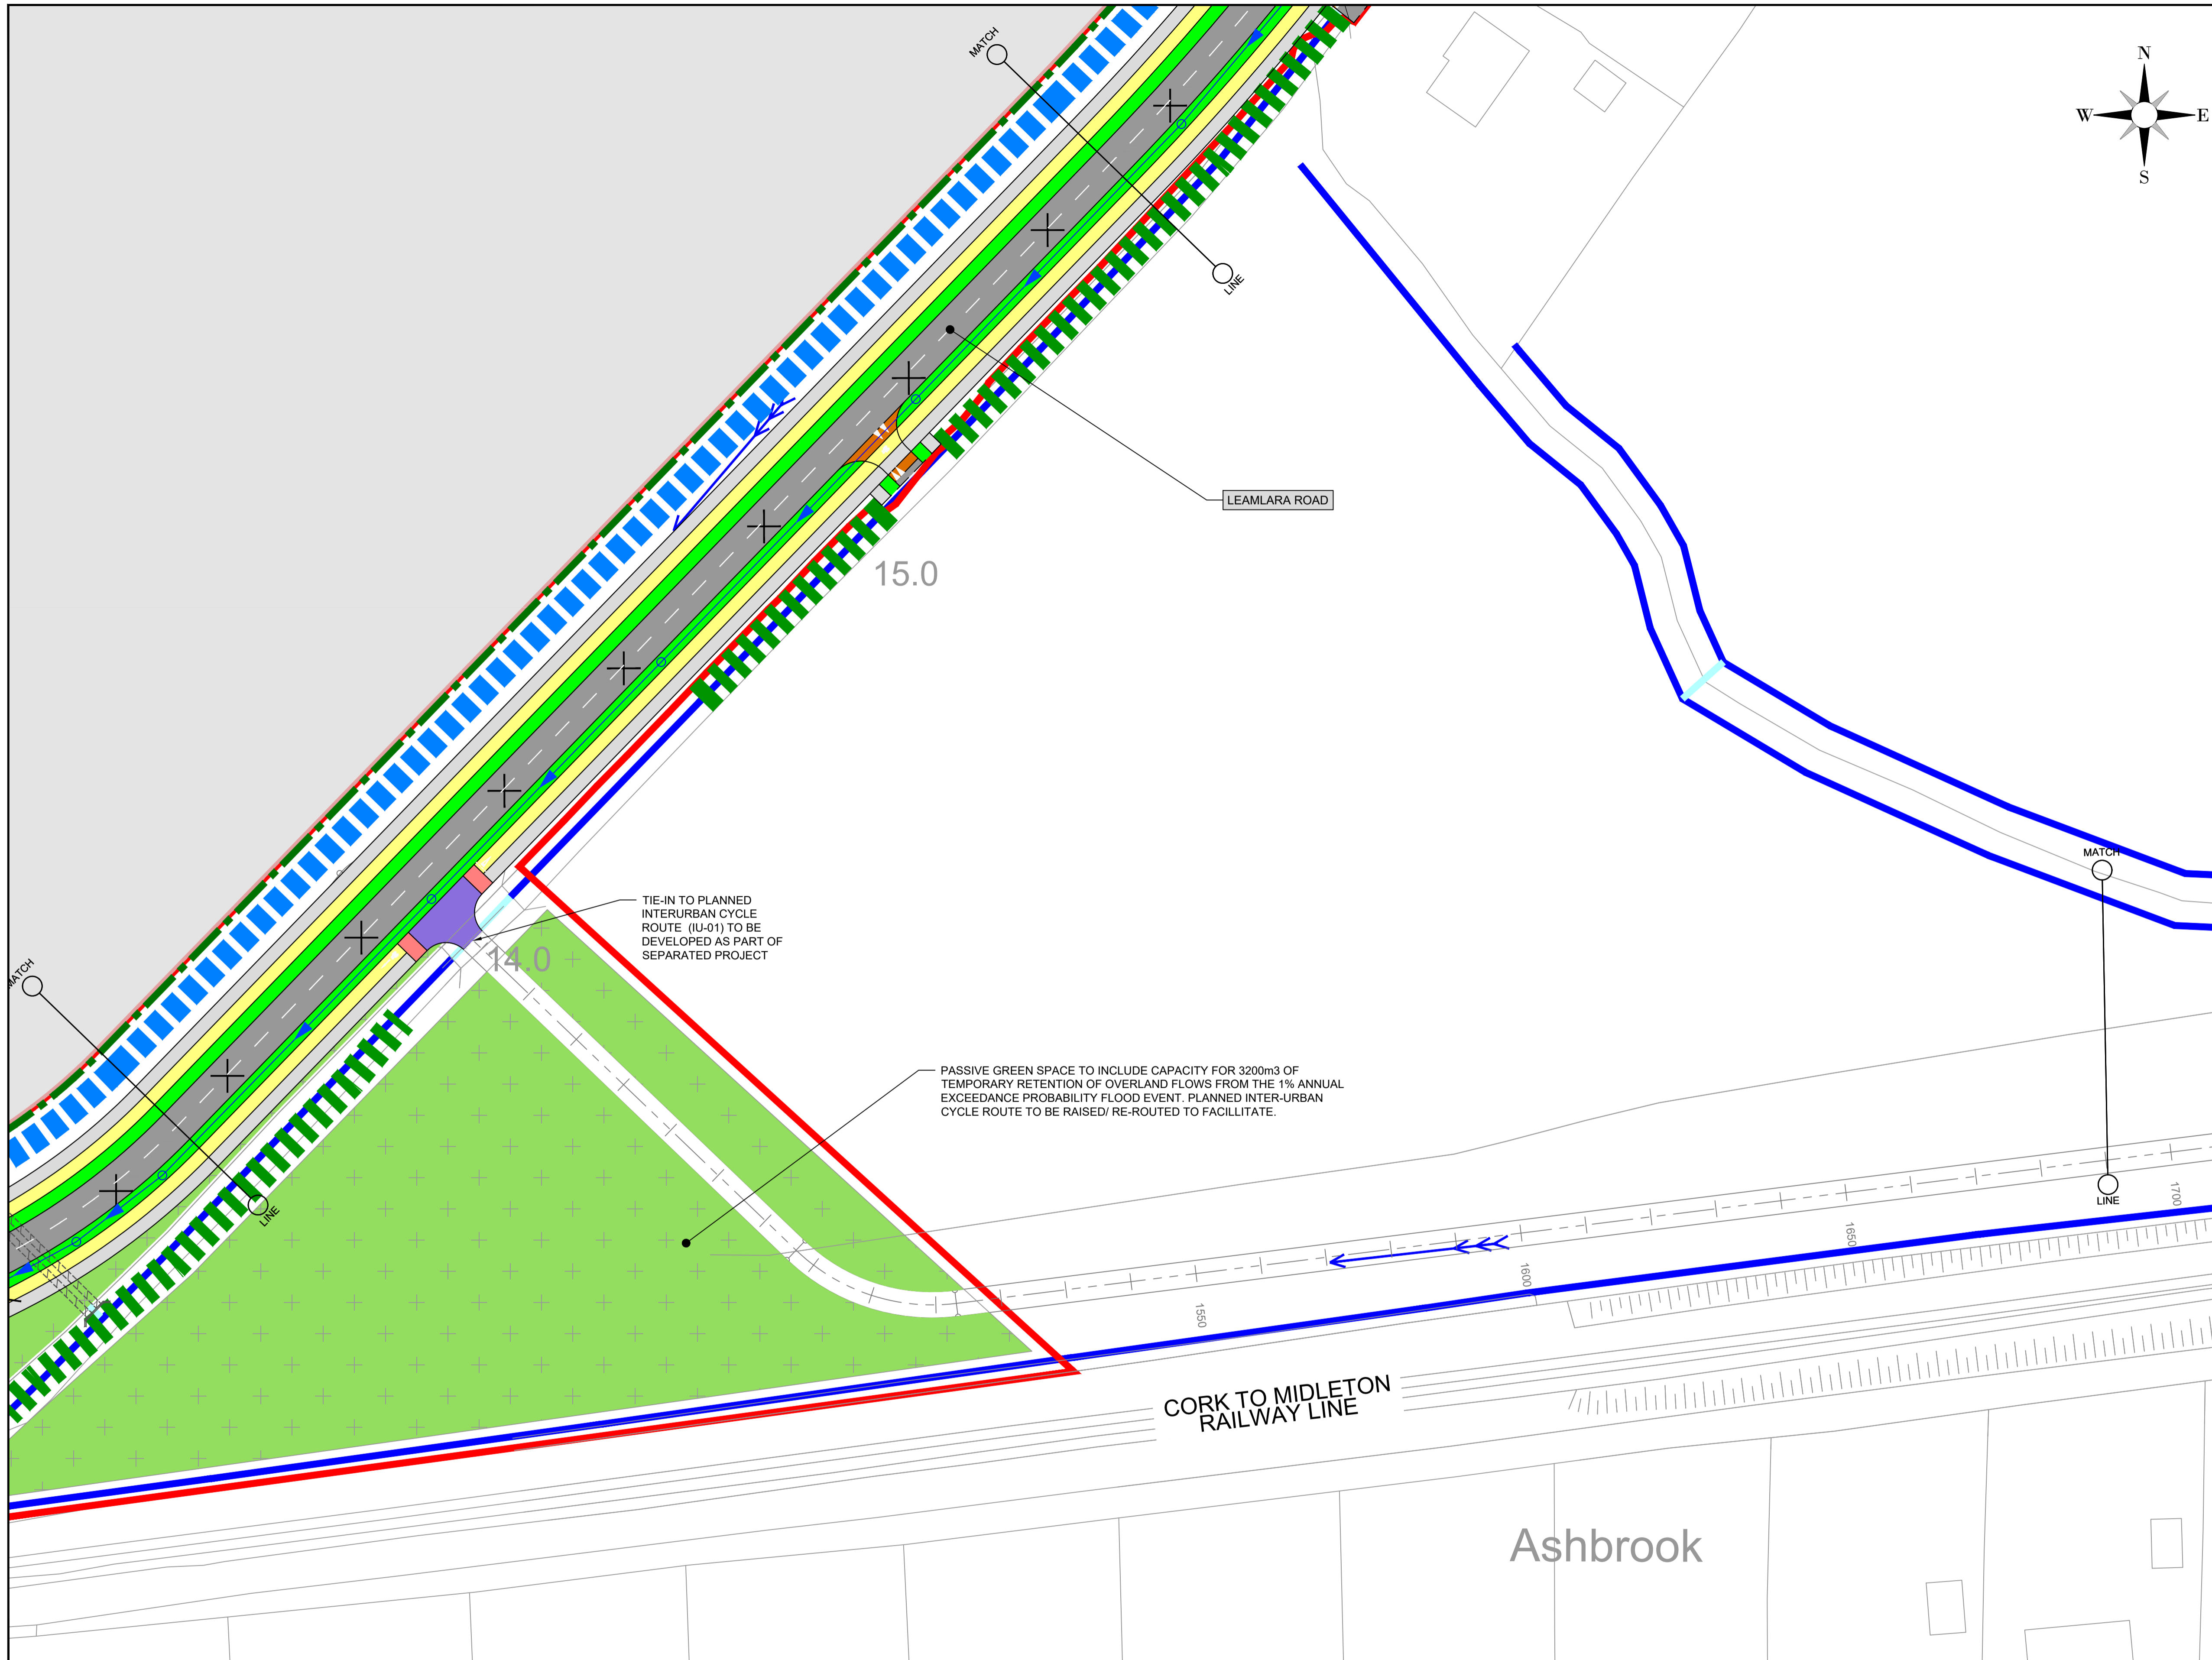 MATCH
N
W
E
S
LINE
LEAMLARA ROAD
15.0
MATCH
TIE-IN TO PLANNED
INTERURBAN CYCLE
ROUTE (IU-01) TO BE
DEVELOPED AS PART OF
SEPARATED PROJECT
14.0
MATCH
PASSIVE GREEN SPACE TO INCLUDE CAPACITY FOR 3200m3 OF
TEMPORARY RETENTION OF OVERLAND FLOWS FROM THE 1% ANNUAL
EXCEEDANCE PROBABILITY FLOOD EVENT. PLANNED INTER-URBAN
CYCLE ROUTE TO BE RAISED/ RE-ROUTED TO FACILLITATE.
LINE
LINE
1700
1650
1600
1550
CORK TO MIDLETON
RAILWAY LINE
Ashbrook